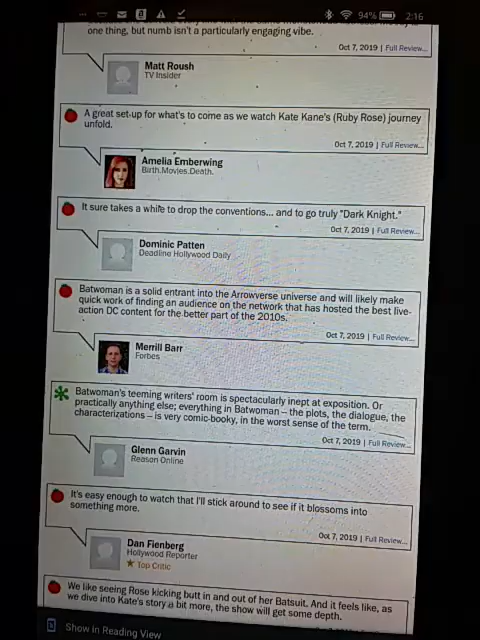 94% 2:16
one thing, but numb isn't a particularly engaging vibe.
Oct 7, 2019 | Full Review...
Matt Roush
TV Insider
A great set-up for what's to come as we watch Kate Kane's (Ruby Rose) journey
unfold.
Oct 7, 2019 | Full Review...
Amelia Emberwing
Birth.Movies.Death.
It sure takes a while to drop the conventions... and to go truly "Dark Knight."
Oct 7, 2019 | Full Review...
Dominic Patten
Deadline Hollywood Daily
Batwoman is a solid entrant into the Arrowverse universe and will likely make
quick work of finding an audience on the network that has hosted the best live-
action DC content for the better part of the 2010s.
Oct 7, 2019 | Full Review...
Merrill Barr
Forbes
Batwoman's teeming writers' room is spectacularly inept at exposition. Or
practically anything else; everything in Batwoman -- the plots, the dialogue, the
characterizations -- is very comic-booky, in the worst sense of the term.
Oct 7, 2019 | Full Review...
Glenn Garvin
Reason Online
It's easy enough to watch that I'll stick around to see if it blossoms into
something more.
Oct 7, 2019 | Full Review...
Dan Fienberg
Hollywood Reporter
★ Top Critic
We like seeing Rose kicking butt in and out of her Batsuit. And it feels like, as
we dive into Kate's story a bit more, the show will get some depth.
Show in Reading View